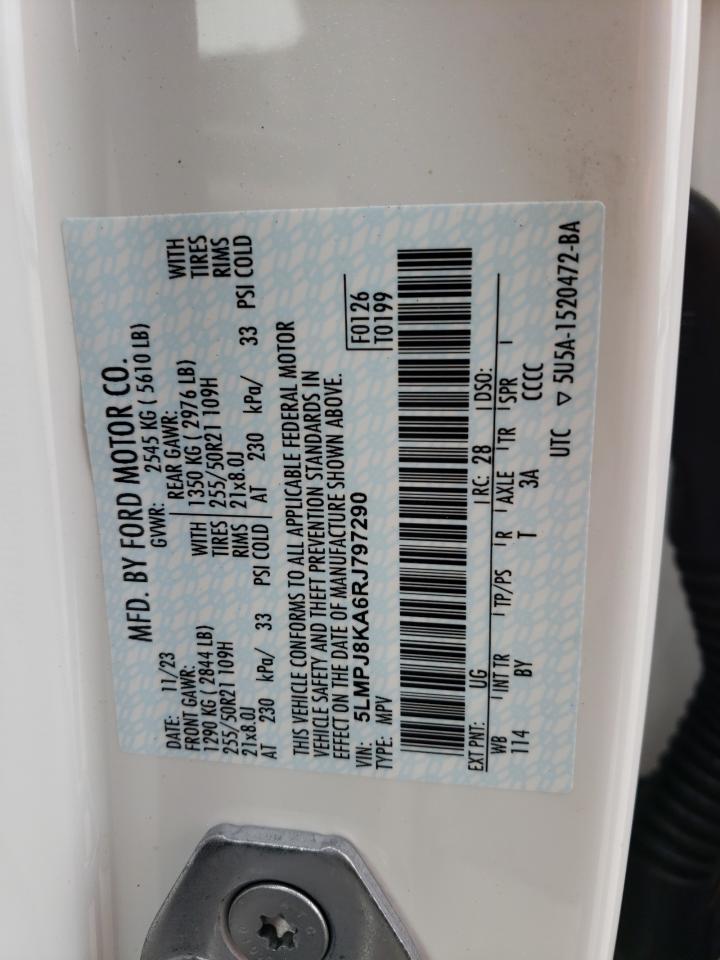 MFD. BY FORD MOTOR CO.
DATE: 11/23 GVWR: 2545 KG ( 5610 LB)
FRONT GAWR: REAR GAWR:
1290 KG ( 2844 LB) WITH 1350 KG ( 2976 LB) WITH
255/50R21 109H TIRES 255/50R21 109H TIRES
21x8.0J RIMS 21x8.0J RIMS
AT 230 kPa/ 33 PSI COLD AT 230 kPa/ 33 PSI COLD
THIS VEHICLE CONFORMS TO ALL APPLICABLE FEDERAL MOTOR
VEHICLE SAFETY AND THEFT PREVENTION STANDARDS IN
EFFECT ON THE DATE OF MANUFACTURE SHOWN ABOVE.
VIN: 5LMPJ8KA6RJ797290 F0126
TYPE: MPV T0199
EXT PNT: UG RC: 28 DSO:
WB INT TR TP/PS R AXLE TR SPR
114 BY T 3A CCCC
UTC ▽ 5U5A-1520472-BA